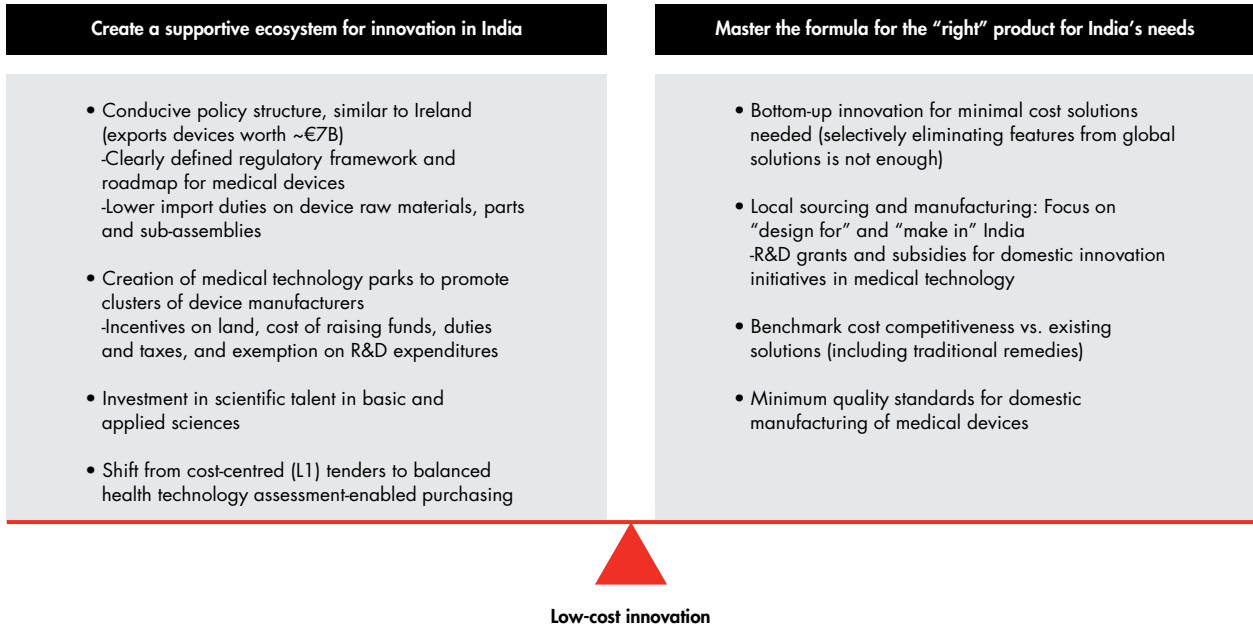 Create a supportive ecosystem for innovation in India
• Conducive policy structure, similar to Ireland
(exports devices worth ~€7B)
-Clearly defined regulatory framework and
roadmap for medical devices
-Lower import duties on device raw materials, parts
and sub-assemblies
• Creation of medical technology parks to promote
clusters of device manufacturers
-Incentives on land, cost of raising funds, duties
and taxes, and exemption on R&D expenditures
• Investment in scientific talent in basic and
applied sciences
• Shift from cost-centred (L1) tenders to balanced
health technology assessment-enabled purchasing
Master the formula for the “right” product for India’s needs
• Bottom-up innovation for minimal cost solutions
needed (selectively eliminating features from global
solutions is not enough)
• Local sourcing and manufacturing: Focus on
“design for” and “make in” India
-R&D grants and subsidies for domestic innovation
initiatives in medical technology
• Benchmark cost competitiveness vs. existing
solutions (including traditional remedies)
• Minimum quality standards for domestic
manufacturing of medical devices
Low-cost innovation